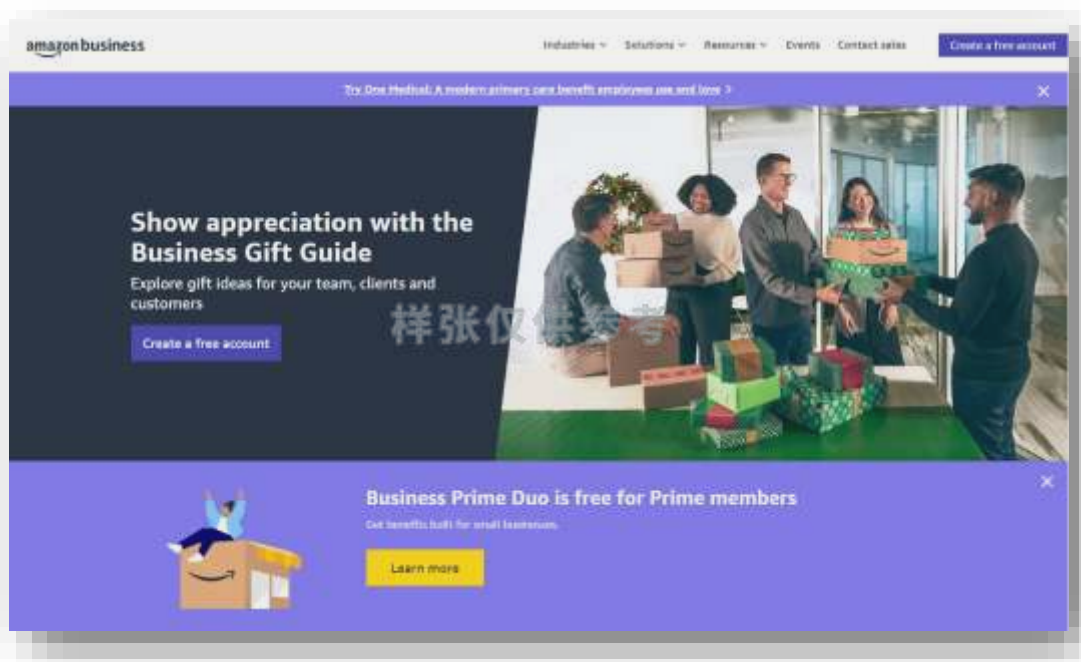 amazon business
Industries Solutions Resources Events Contact sales Create a free account
Try One Medical: A modern primary care benefit employees use and love >
Show appreciation with the
Business Gift Guide
Explore gift ideas for your team, clients and
customers
Create a free account
样张仅供参考
Business Prime Duo is free for Prime members
Get benefits built for small businesses.
Learn more